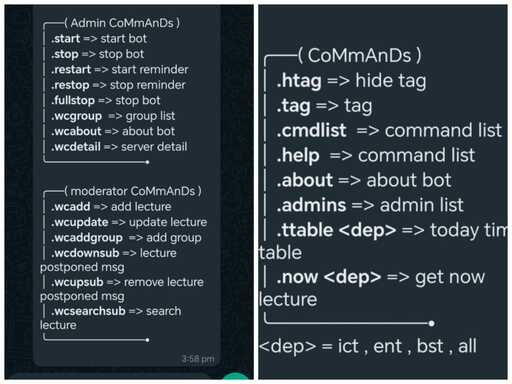 ╭──( Admin CoMmAnDs )
│ .start => start bot
│ .stop => stop bot
│ .restart => start reminder
│ .restop => stop reminder
│ .fullstop => stop bot
│ .wcgroup => group list
│ .wcabout => about bot
│ .wcdetail => server detail
╰─────────────•
╭──( moderator CoMmAnDs )
│ .wcadd => add lecture
│ .wcupdate => update lecture
│ .wcaddgroup => add group
│ .wcdownsub => lecture
postponed msg
│ .wcupsub => remove lecture
postponed msg
│ .wcsearchsub => search
lecture
╰─────────────•
3:58 pm
╭──( CoMmAnDs )
│ .htag => hide tag
│ .tag => tag
│ .cmdlist => command list
│ .help => command list
│ .about => about bot
│ .admins => admin list
│ .ttable <dep> => today tim
table
│ .now <dep> => get now
lecture
╰─────────────•
<dep> = ict , ent , bst , all